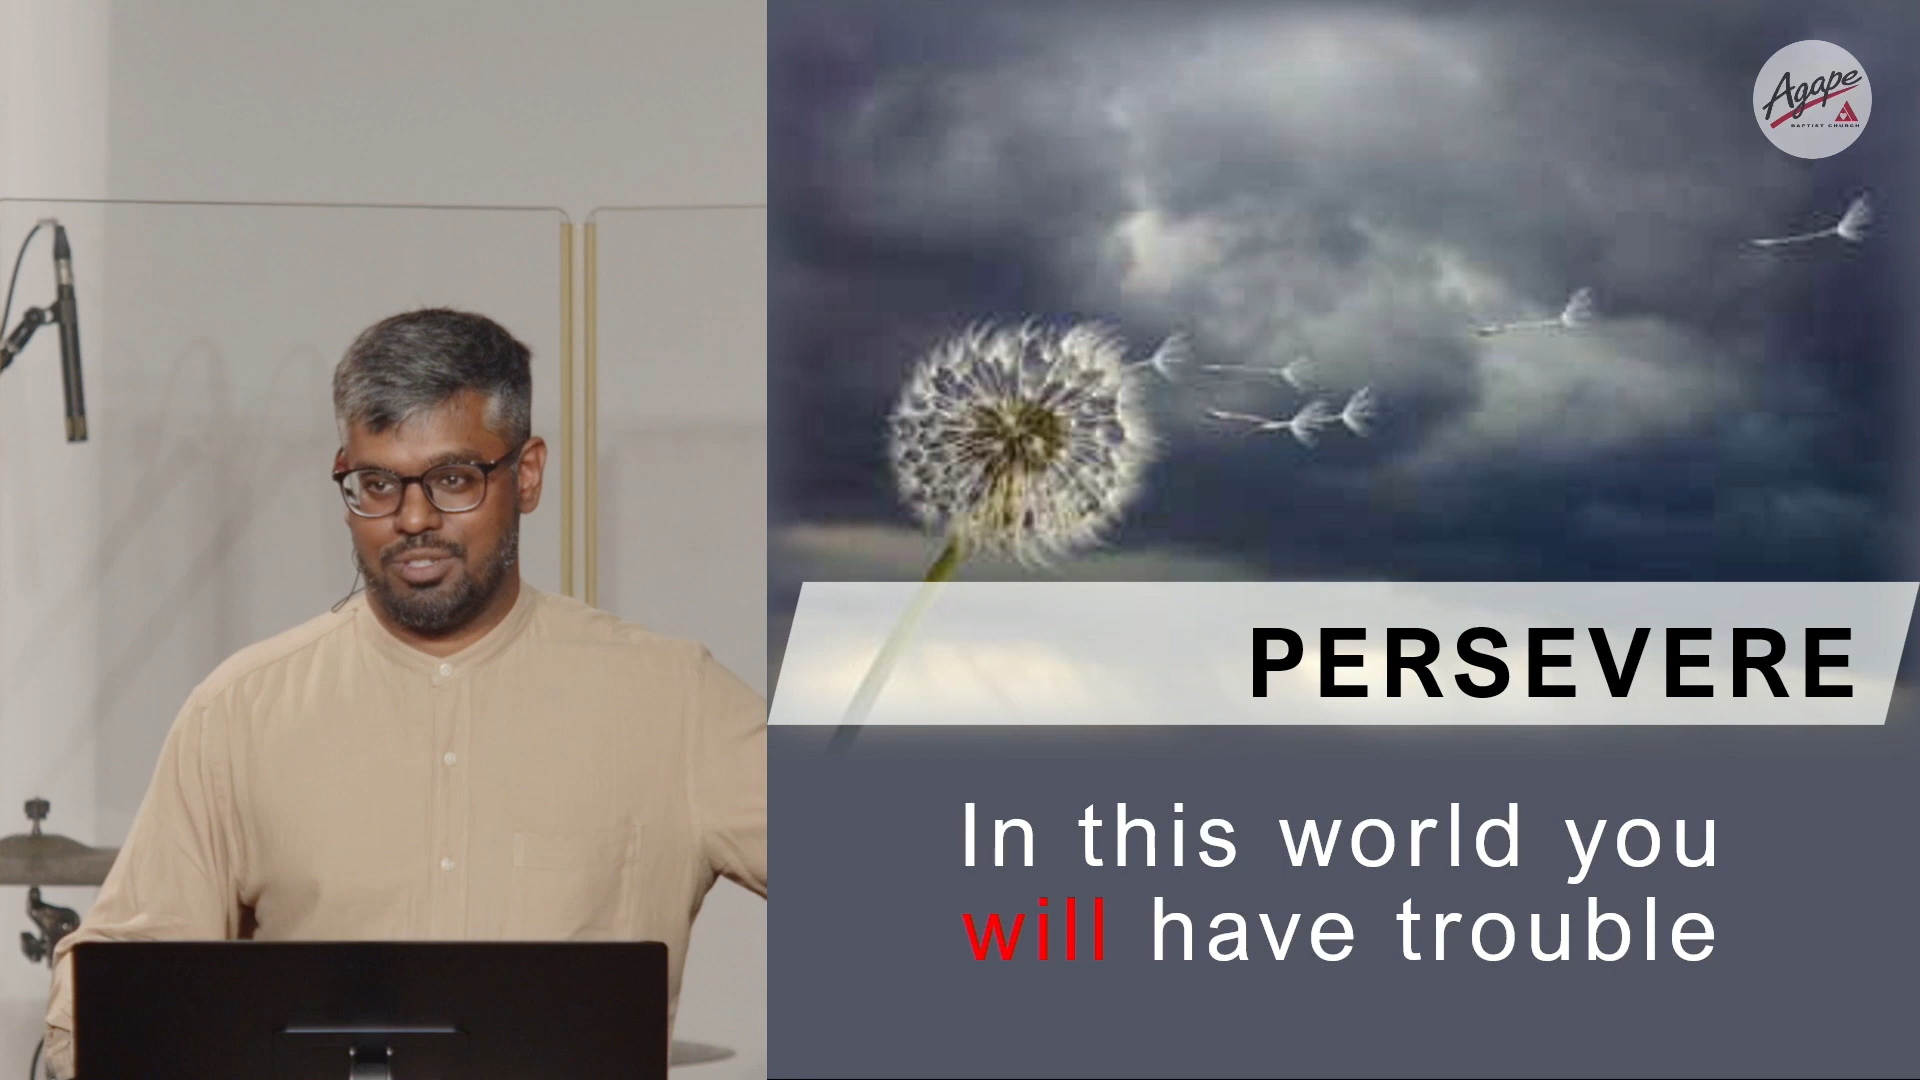 Agape
BAPTIST CHURCH
PERSEVERE
In this world you
will have trouble